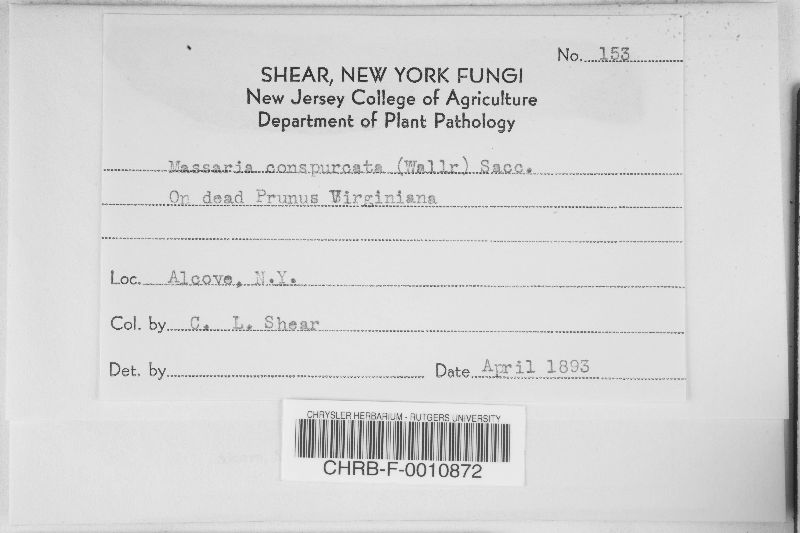 No. 153
SHEAR, NEW YORK FUNGI
New Jersey College of Agriculture
Department of Plant Pathology
Massaria conspurcata (Wallr) Sacc.
On dead Prunus Virginiana
Loc. Alcove, N.Y.
Col. by C. L. Shear
Det. by
Date April 1893
CHRYSLER HERBARIUM - RUTGERS UNIVERSITY
CHRB-F-0010872